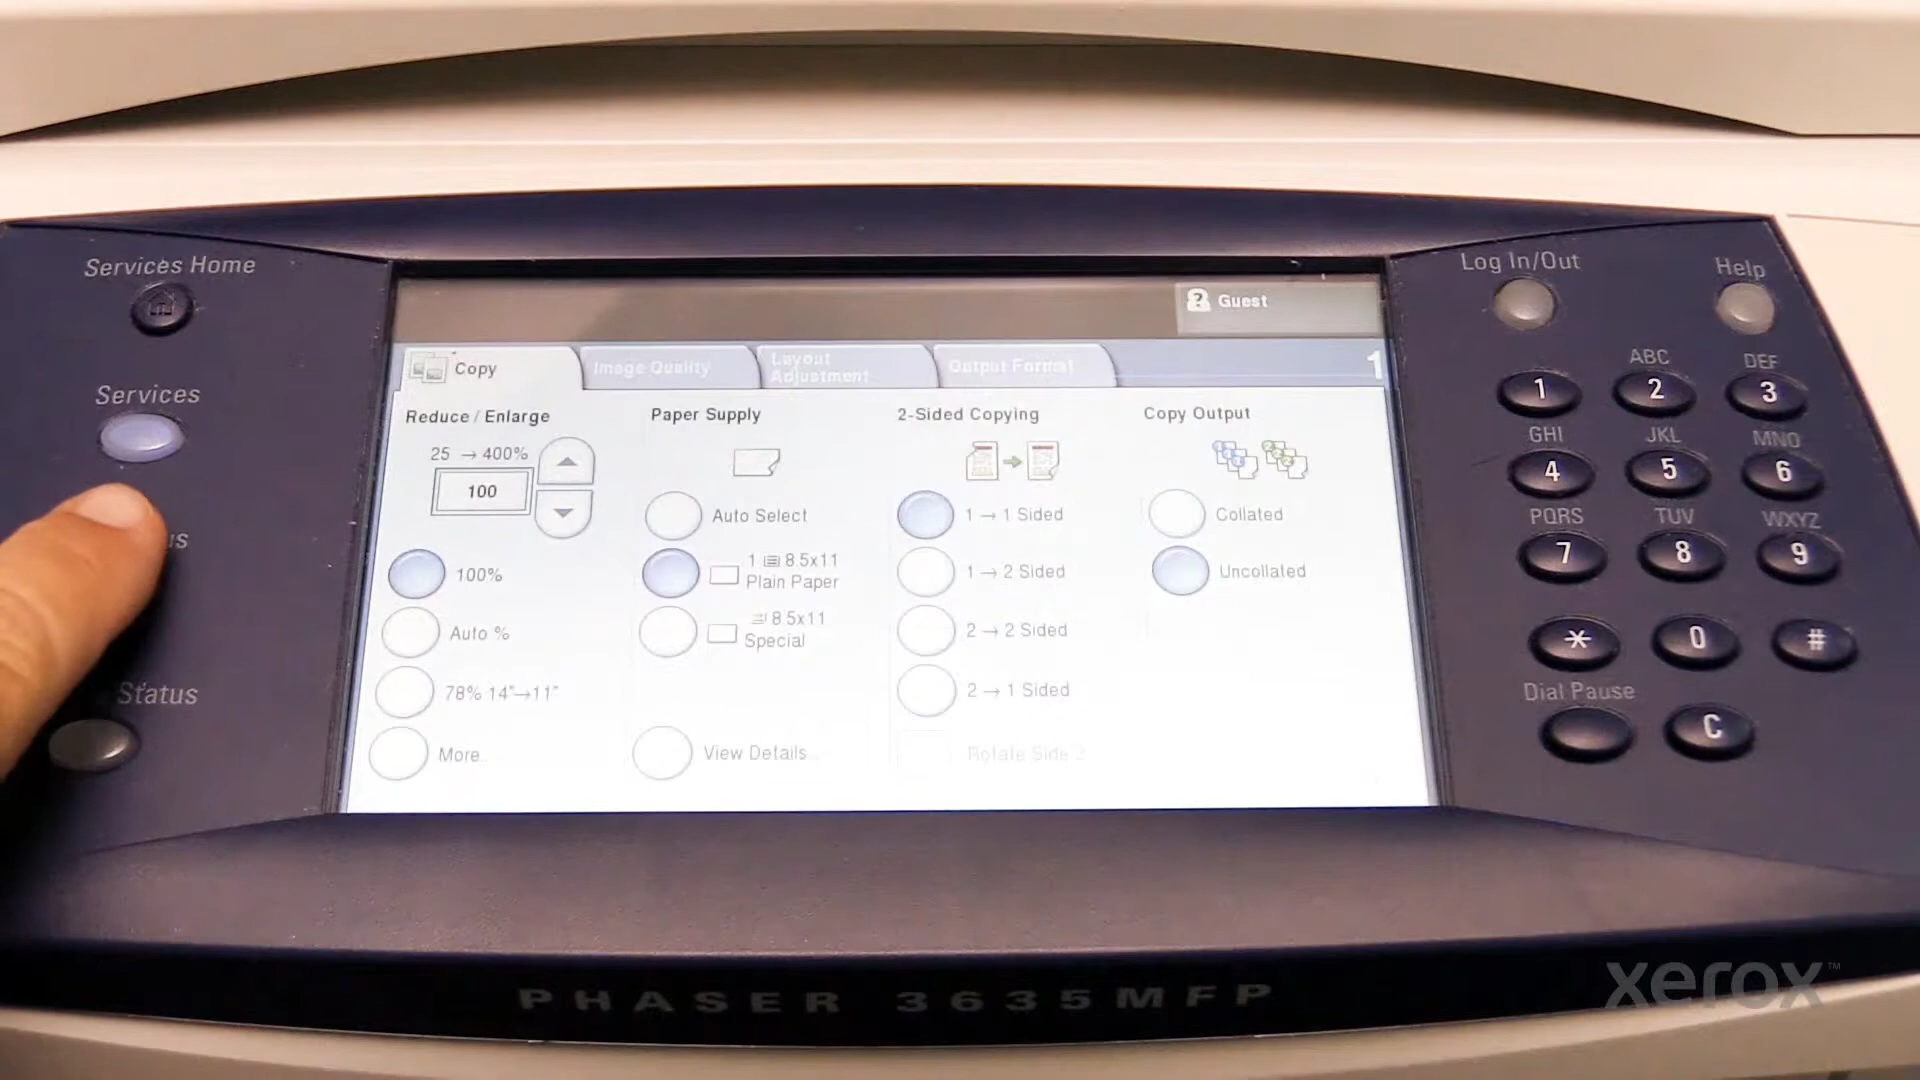 Services Home
Services
us
Status
Guest
Copy
Image Quality
Layout
Adjustment
Output Format
1
Reduce / Enlarge
25 → 400%
100
100%
Auto %
78% 14"→11"
More...
Paper Supply
Auto Select
1 8.5x11
Plain Paper
8.5x11
Special
View Details...
2-Sided Copying
1 → 1 Sided
1 → 2 Sided
2 → 2 Sided
2 → 1 Sided
Rotate Side 2
Copy Output
Collated
Uncollated
Log In/Out
Help
ABC
DEF
1
2
3
GHI
JKL
MNO
4
5
6
PQRS
TUV
WXYZ
7
8
9
*
0
#
Dial Pause
C
PHASER 3635MFP
xerox™